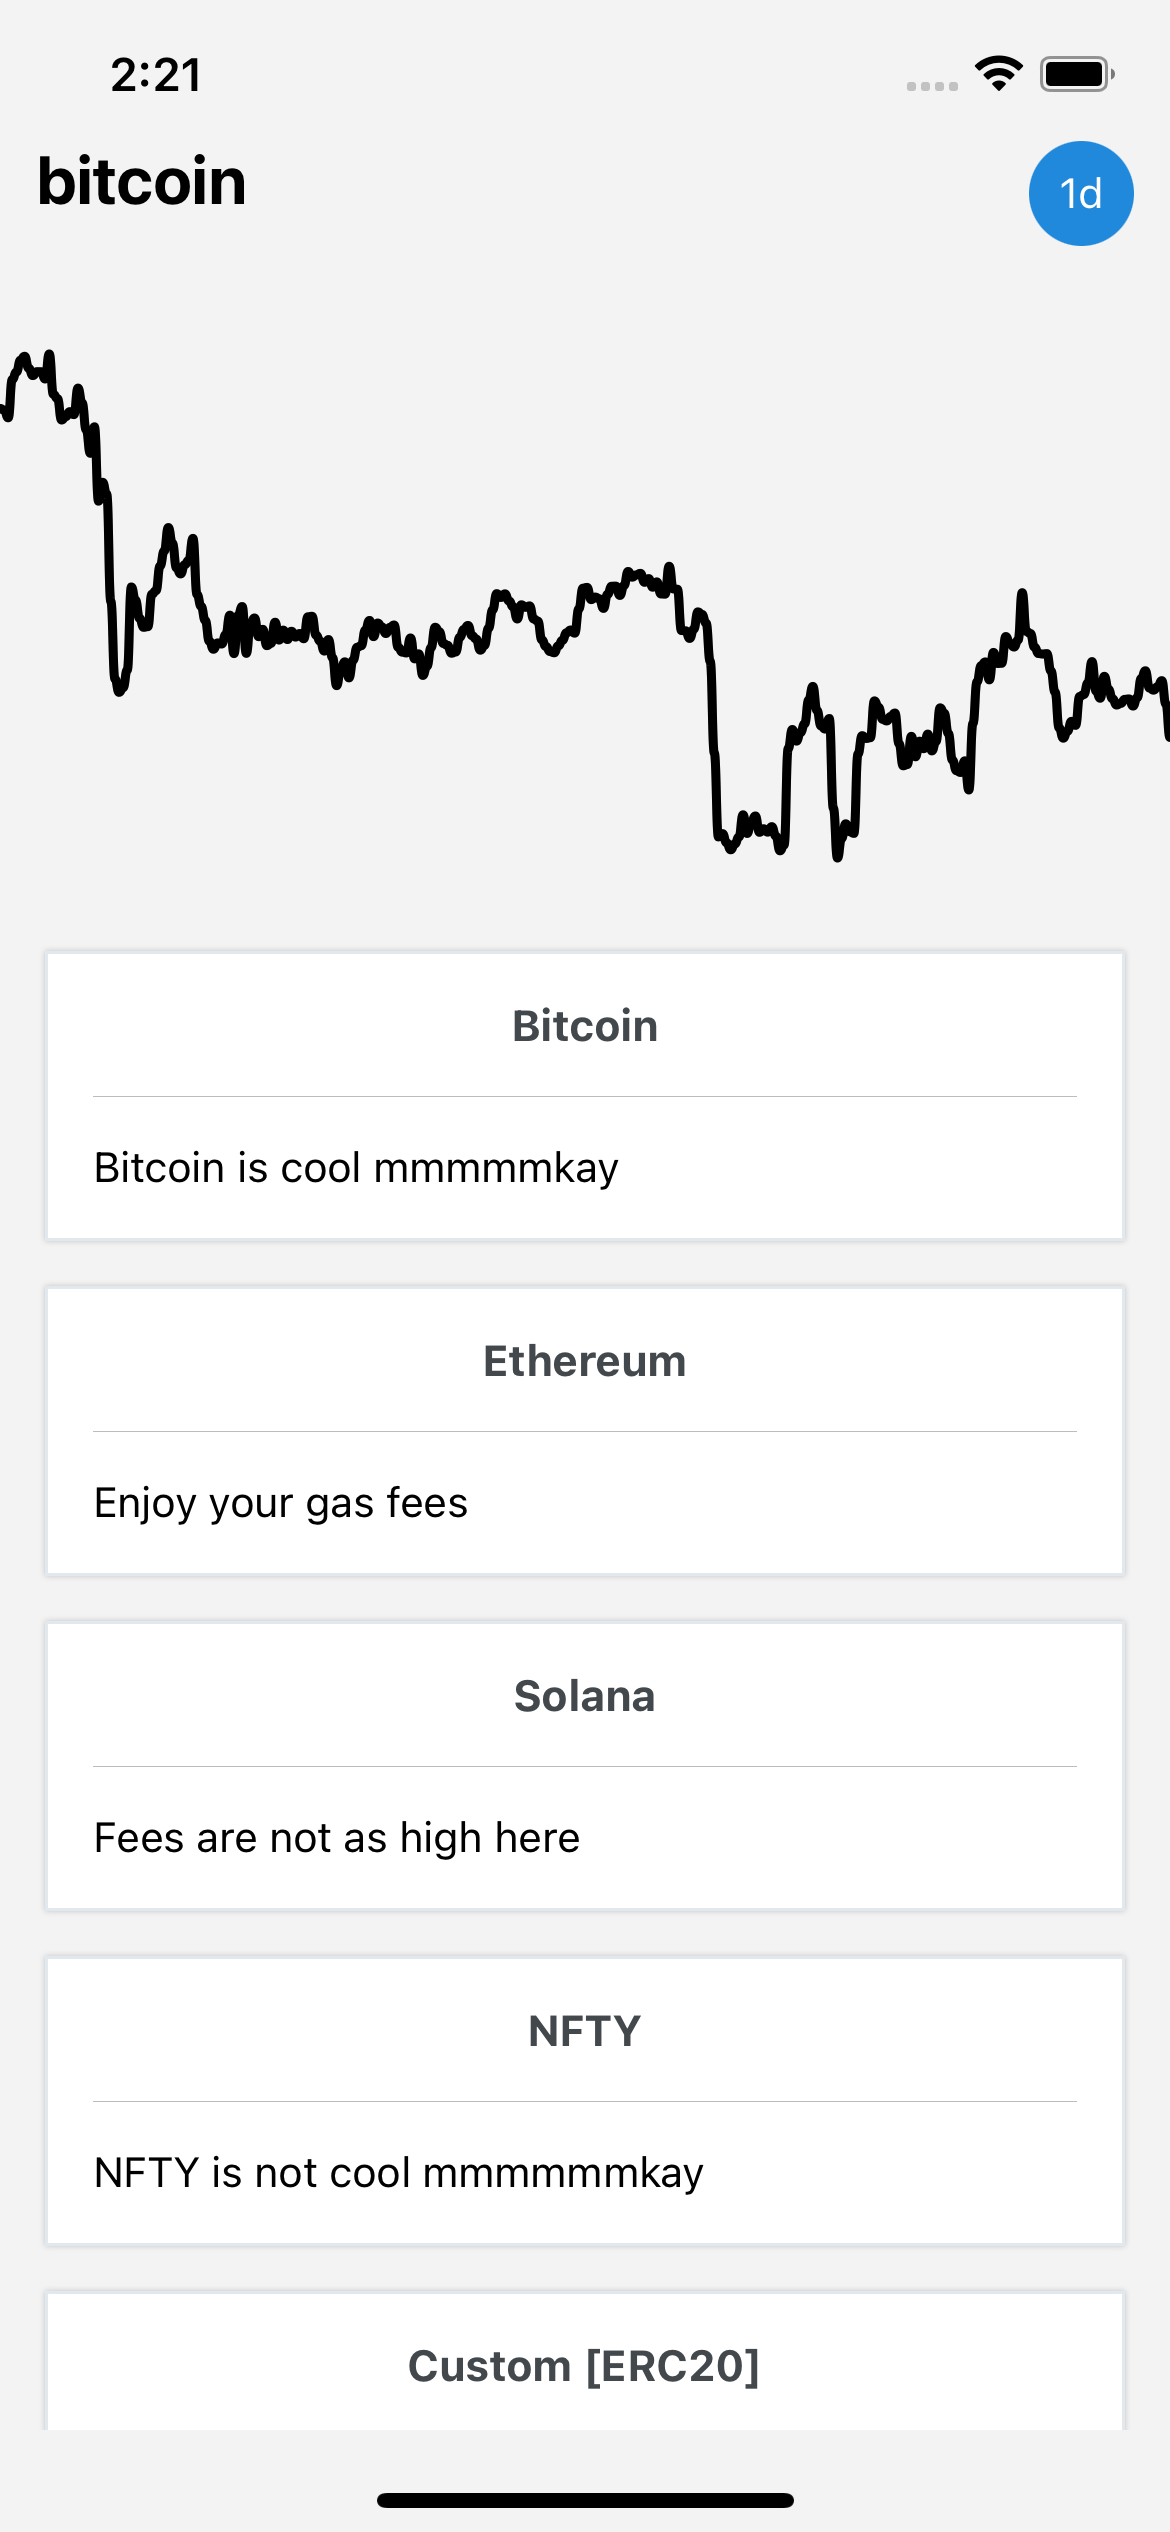 2:21
bitcoin
1d
Bitcoin
Bitcoin is cool mmmmmkay
Ethereum
Enjoy your gas fees
Solana
Fees are not as high here
NFTY
NFTY is not cool mmmmmmkay
Custom [ERC20]